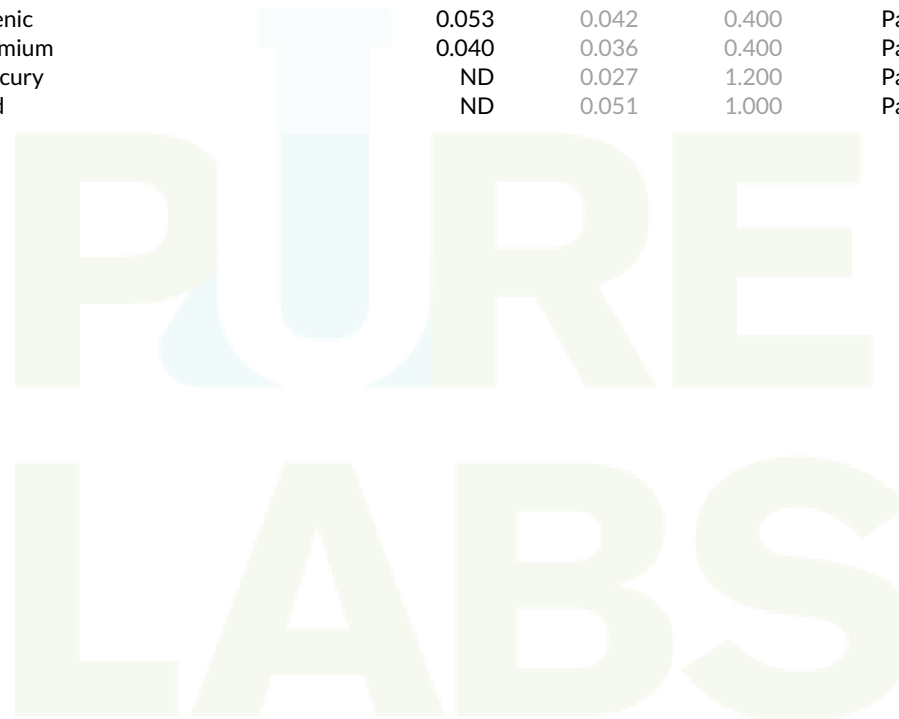 enic 0.053 0.042 0.400 Pa
mium 0.040 0.036 0.400 Pa
cury ND 0.027 1.200 Pa
d ND 0.051 1.000 Pa
PURE
LABS